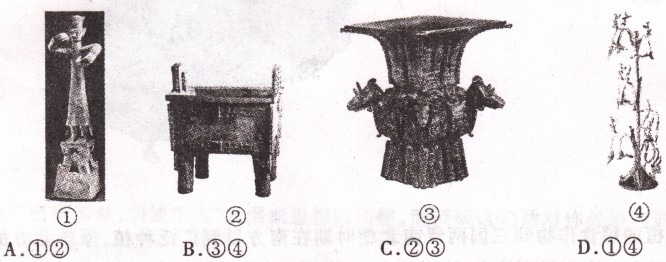 ① ② ③ ④
A.①② B.③④ C.②③ D.①④